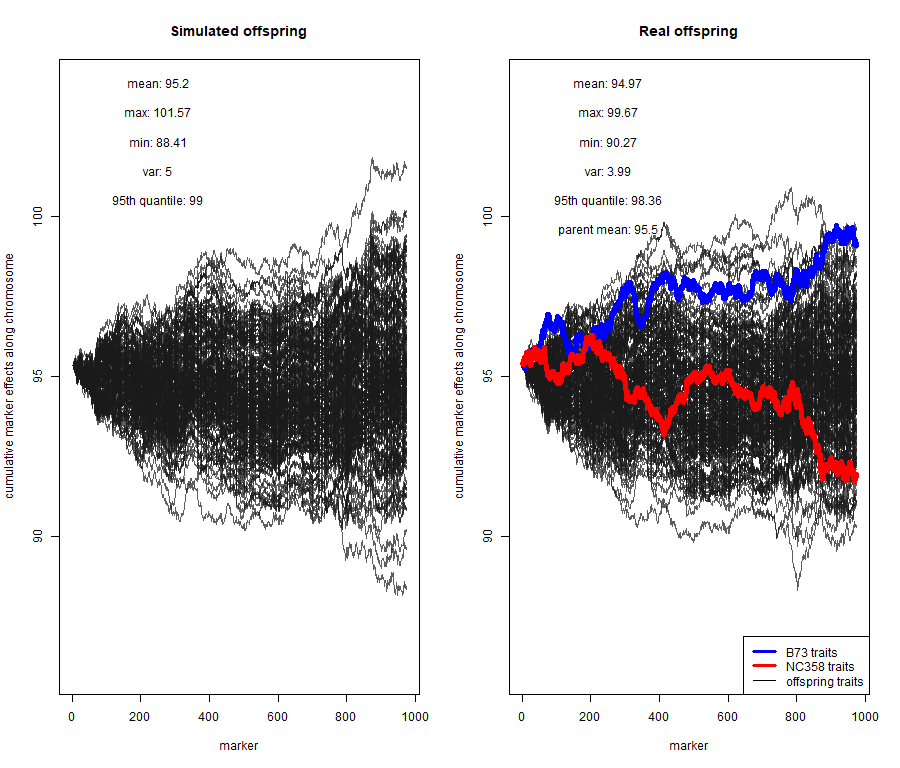 Simulated offspring
mean: 95.2
max: 101.57
min: 88.41
var: 5
95th quantile: 99
cumulative marker effects along chromosome
100
95
90
0 200 400 600 800 1000
marker
Real offspring
mean: 94.97
max: 99.67
min: 90.27
var: 3.99
95th quantile: 98.36
parent mean: 95.5
cumulative marker effects along chromosome
100
95
90
B73 traits
NC358 traits
offspring traits
0 200 400 600 800 1000
marker